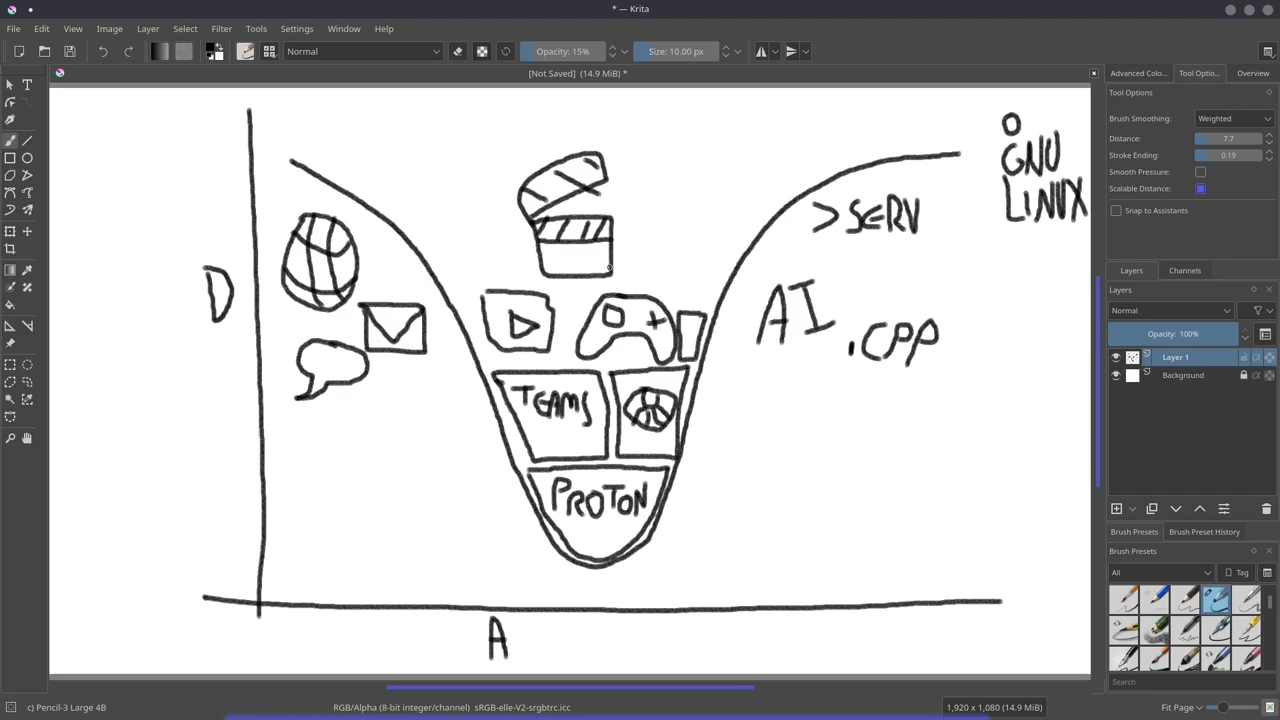 * — Krita
File Edit View Image Layer Select Filter Tools Settings Window Help
Normal Opacity: 15% Size: 10.00 px
[Not Saved] (14.9 MiB) *
Advanced Colo... Tool Optio... Overview
Tool Options
Brush Smoothing: Weighted
Distance: 7.7
Stroke Ending: 0.19
Smooth Pressure:
Scalable Distance:
Snap to Assistants
GNU
LINUX
>SERV
D
AI
.CPP
TEAMS
PROTON
A
Layers Channels
Layers
Normal
Opacity: 100%
Layer 1
Background
Brush Presets Brush Preset History
Brush Presets
All Tag
Search
c) Pencil-3 Large 4B
RGB/Alpha (8-bit integer/channel) sRGB-elle-V2-srgbtrc.icc
1,920 x 1,080 (14.9 MiB)
Fit Page